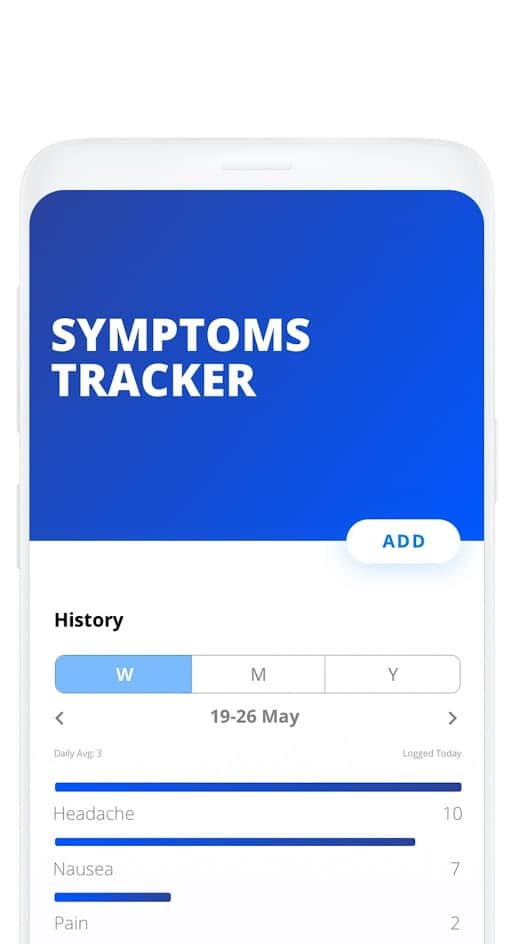 SYMPTOMS
TRACKER
ADD
History
W M Y
19-26 May
Daily Avg: 3 Logged Today
Headache 10
Nausea 7
Pain 2